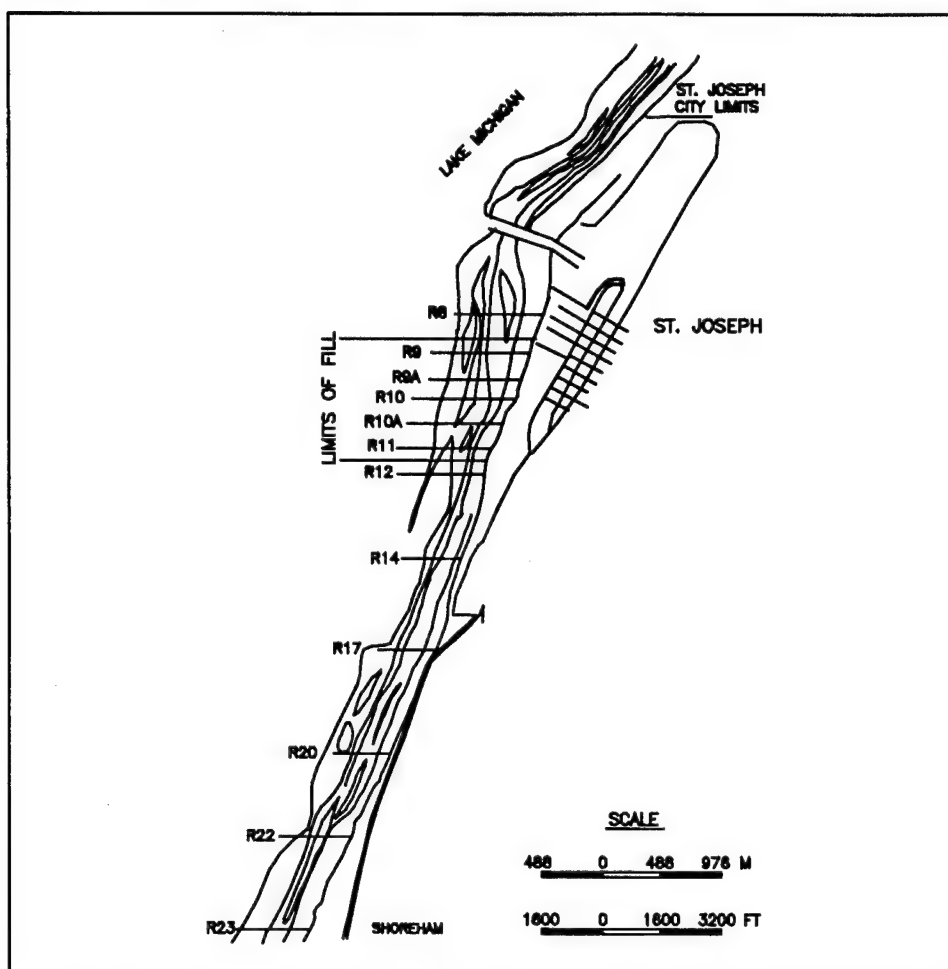 ST. JOSEPH
CITY LIMITS
LAKE MICHIGAN
R8
ST. JOSEPH
LIMITS OF FILL
R9
R9A
R10
R10A
R11
R12
R14
R17
R20
R22
R23
SHOREHAM
SCALE
488 0 488 976 M
1600 0 1600 3200 FT